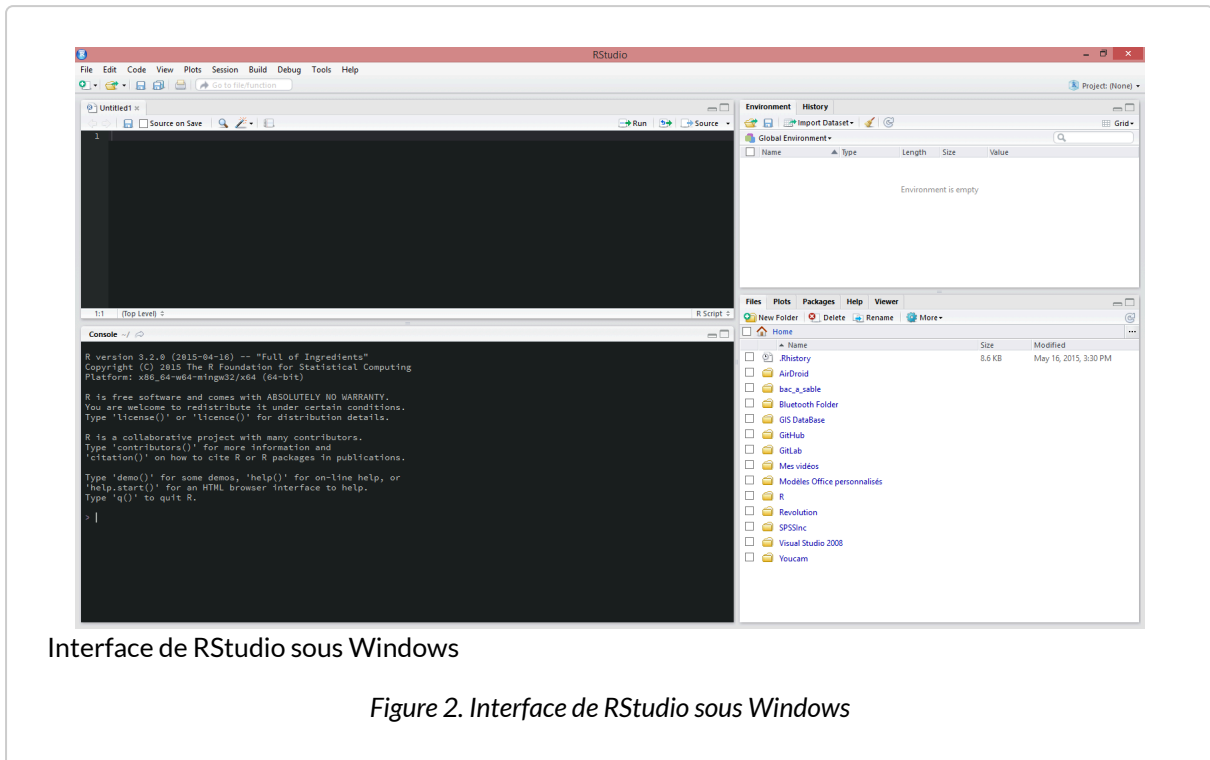 RStudio
File Edit Code View Plots Session Build Debug Tools Help
Go to file/function
Project: (None)
Untitled1
Source on Save
Run
Source
1
1:1 (Top Level)
R Script
Console ~/
R version 3.2.0 (2015-04-16) -- "Full of Ingredients"
Copyright (C) 2015 The R Foundation for Statistical Computing
Platform: x86_64-w64-mingw32/x64 (64-bit)
R is free software and comes with ABSOLUTELY NO WARRANTY.
You are welcome to redistribute it under certain conditions.
Type 'license()' or 'licence()' for distribution details.
R is a collaborative project with many contributors.
Type 'contributors()' for more information and
'citation()' on how to cite R or R packages in publications.
Type 'demo()' for some demos, 'help()' for on-line help, or
'help.start()' for an HTML browser interface to help.
Type 'q()' to quit R.
>
Environment History
Import Dataset
Grid
Global Environment
Name Type Length Size Value
Environment is empty
Files Plots Packages Help Viewer
New Folder Delete Rename More
Home
Name Size Modified
.Rhistory 8.6 KB May 16, 2015, 3:30 PM
AirDroid
bac_a_sable
Bluetooth Folder
GIS DataBase
GitHub
GitLab
Mes vidéos
Modèles Office personnalisés
R
Revolution
SPSSInc
Visual Studio 2008
Youcam
Interface de RStudio sous Windows
Figure 2. Interface de RStudio sous Windows